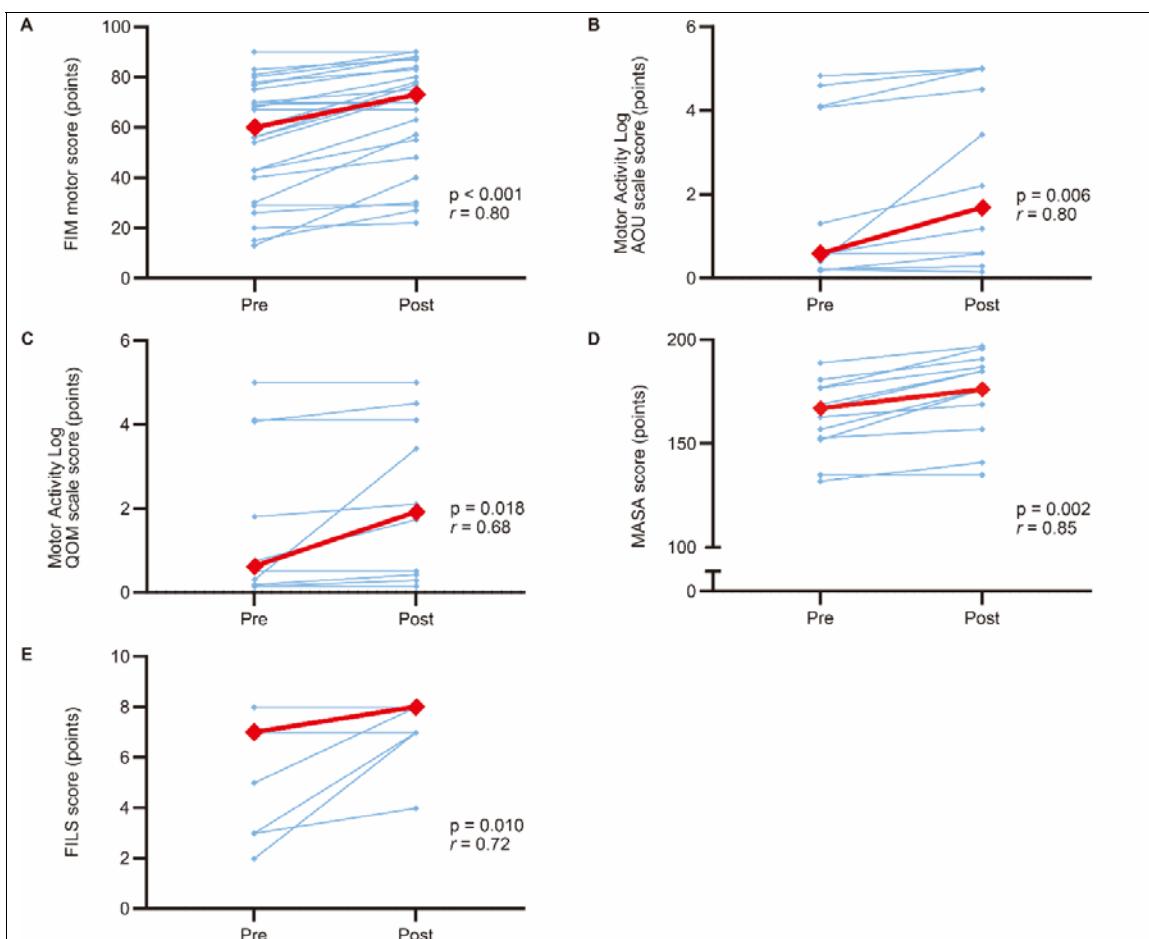 A
FIM motor score (points)
100
80
60
40
20
0
Pre
Post
p < 0.001
r = 0.80
B
Motor Activity Log
AOU scale score (points)
6
4
2
0
Pre
Post
p = 0.006
r = 0.80
C
Motor Activity Log
QOM scale score (points)
6
4
2
0
Pre
Post
p = 0.018
r = 0.68
D
MASA score (points)
200
150
100
0
Pre
Post
p = 0.002
r = 0.85
E
FILS score (points)
10
8
6
4
2
0
Pre
Post
p = 0.010
r = 0.72